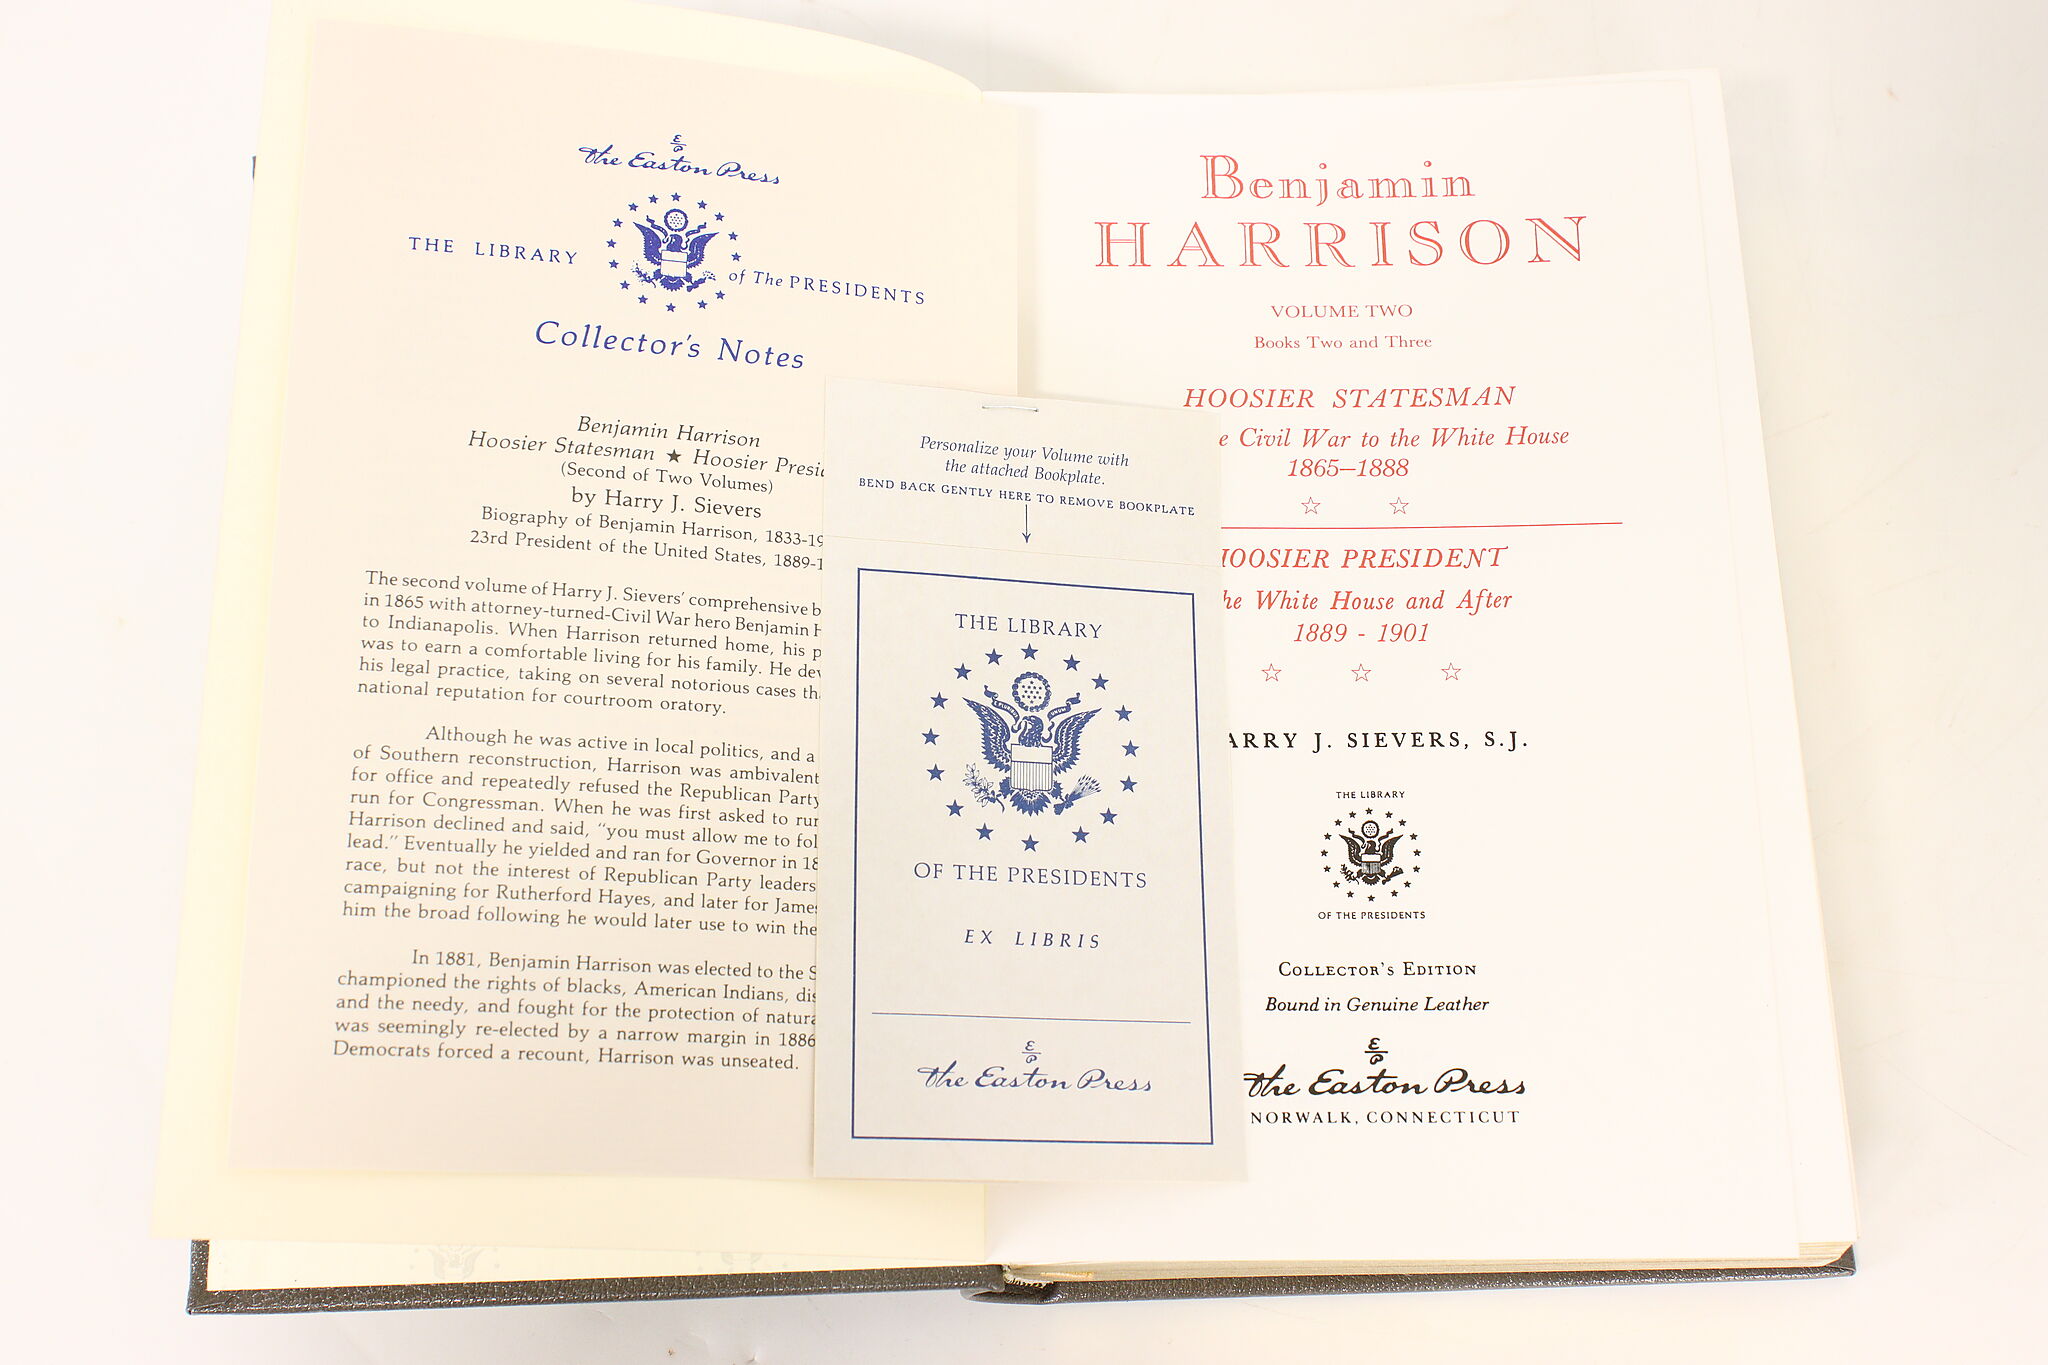 E
P
The Easton Press
THE LIBRARY of The PRESIDENTS
Collector's Notes
Benjamin Harrison
Hoosier Statesman ★ Hoosier
(Second of Two Volumes)
by Harry J. Sievers
Biography of Benjamin Harrison, 1833-
23rd President of the United States, 1889-
The second volume of Harry J. Sievers' comprehensive
in 1865 with attorney-turned-Civil War hero Benjamin
to Indianapolis. When Harrison returned home, his
was to earn a comfortable living for his family. He
his legal practice, taking on several notorious cases
national reputation for courtroom oratory.
Although he was active in local politics, and a
of Southern reconstruction, Harrison was ambivalent
for office and repeatedly refused the Republican Party
run for Congressman. When he was first asked to run
Harrison declined and said, "you must allow me to
lead." Eventually he yielded and ran for Governor in
race, but not the interest of Republican Party leaders
campaigning for Rutherford Hayes, and later for James
him the broad following he would later use to win the
In 1881, Benjamin Harrison was elected to the
championed the rights of blacks, American Indians,
and the needy, and fought for the protection of
was seemingly re-elected by a narrow margin in 1886
Democrats forced a recount, Harrison was unseated.
Personalize your Volume with
the attached Bookplate.
BEND BACK GENTLY HERE TO REMOVE BOOKPLATE
THE LIBRARY
E PLURIBUS UNUM
OF THE PRESIDENTS
EX LIBRIS
E
P
The Easton Press
Benjamin
HARRISON
VOLUME TWO
Books Two and Three
HOOSIER STATESMAN
Civil War to the White House
1865–1888
☆ ☆
HOOSIER PRESIDENT
White House and After
1889 - 1901
☆ ☆ ☆
ARRY J. SIEVERS, S.J.
THE LIBRARY
OF THE PRESIDENTS
COLLECTOR'S EDITION
Bound in Genuine Leather
E
P
The Easton Press
NORWALK, CONNECTICUT